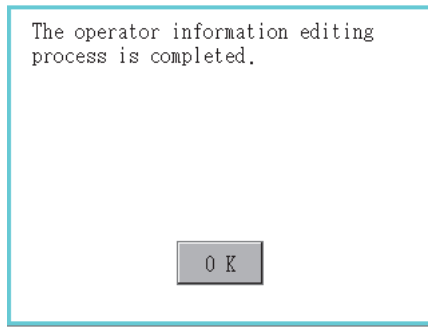 The operator information editing
process is completed.
O K